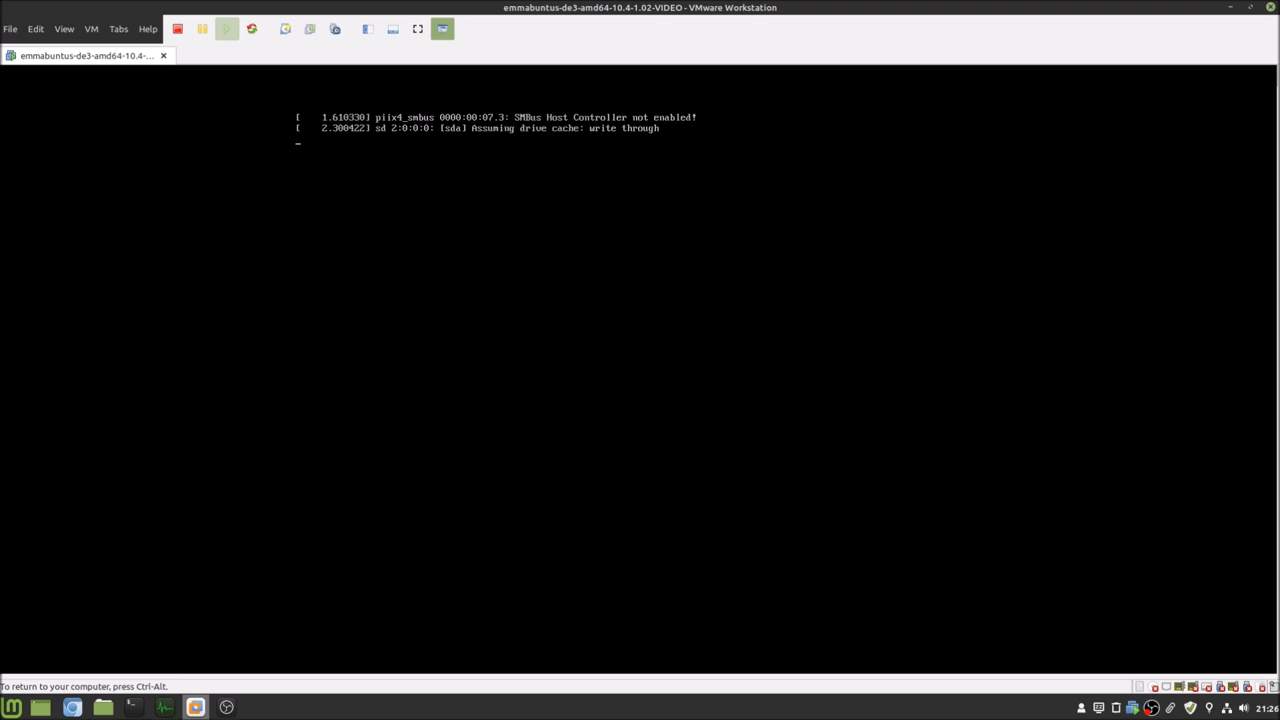 emmabuntus-de3-amd64-10.4-1.02-VIDEO - VMware Workstation
File Edit View VM Tabs Help
emmabuntus-de3-amd64-10.4-...
[    1.610330] piix4_smbus 0000:00:07.3: SMBus Host Controller not enabled!
[    2.300422] sd 2:0:0:0: [sda] Assuming drive cache: write through
To return to your computer, press Ctrl-Alt.
21:26